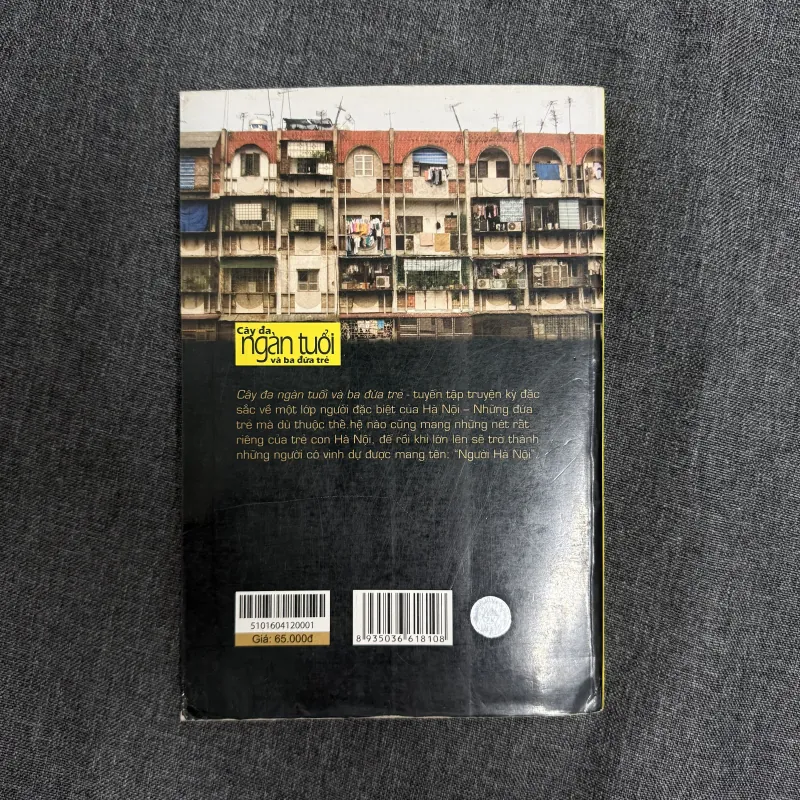 Cây đa
ngàn tuổi
và ba đứa trẻ
Cây đa ngàn tuổi và ba đứa trẻ - tuyển tập truyện ký đặc
sắc về một lớp người đặc biệt của Hà Nội – Những đứa
trẻ mà dù thuộc thế hệ nào cũng mang những nét rất
riêng của trẻ con Hà Nội, để rồi khi lớn lên sẽ trở thành
những người có vinh dự được mang tên: "Người Hà Nội"
5101604120001
Giá: 65.000đ
8 935036 618108